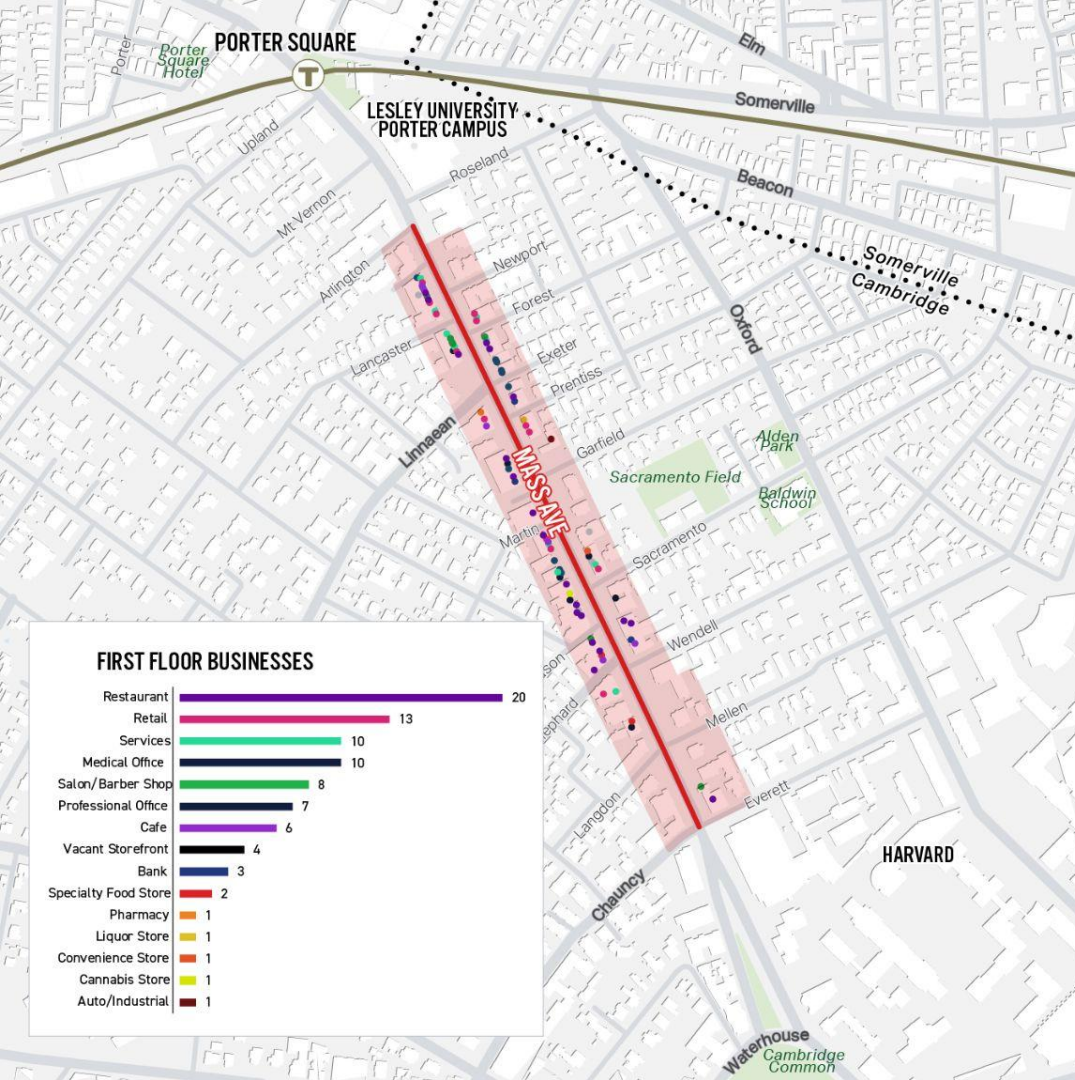 Elm
PORTER SQUARE
Porter
Porter
Square
Hotel
T
LESLEY UNIVERSITY
PORTER CAMPUS
Somerville
Upland
Roseland
Beacon
Mt Vernon
Newport
Somerville
Cambridge
Arlington
Forest
Oxford
Lancaster
Exeter
Prentiss
Linnaean
Garfield
Alden
Park
MASS AVE
Sacramento Field
Baldwin
School
Martin
Sacramento
Wendell
son
ephard
Mellen
Langdon
Everett
Chauncy
HARVARD
Waterhouse
Cambridge
Common
FIRST FLOOR BUSINESSES
Restaurant 20
Retail 13
Services 10
Medical Office 10
Salon/Barber Shop 8
Professional Office 7
Cafe 6
Vacant Storefront 4
Bank 3
Specialty Food Store 2
Pharmacy 1
Liquor Store 1
Convenience Store 1
Cannabis Store 1
Auto/Industrial 1